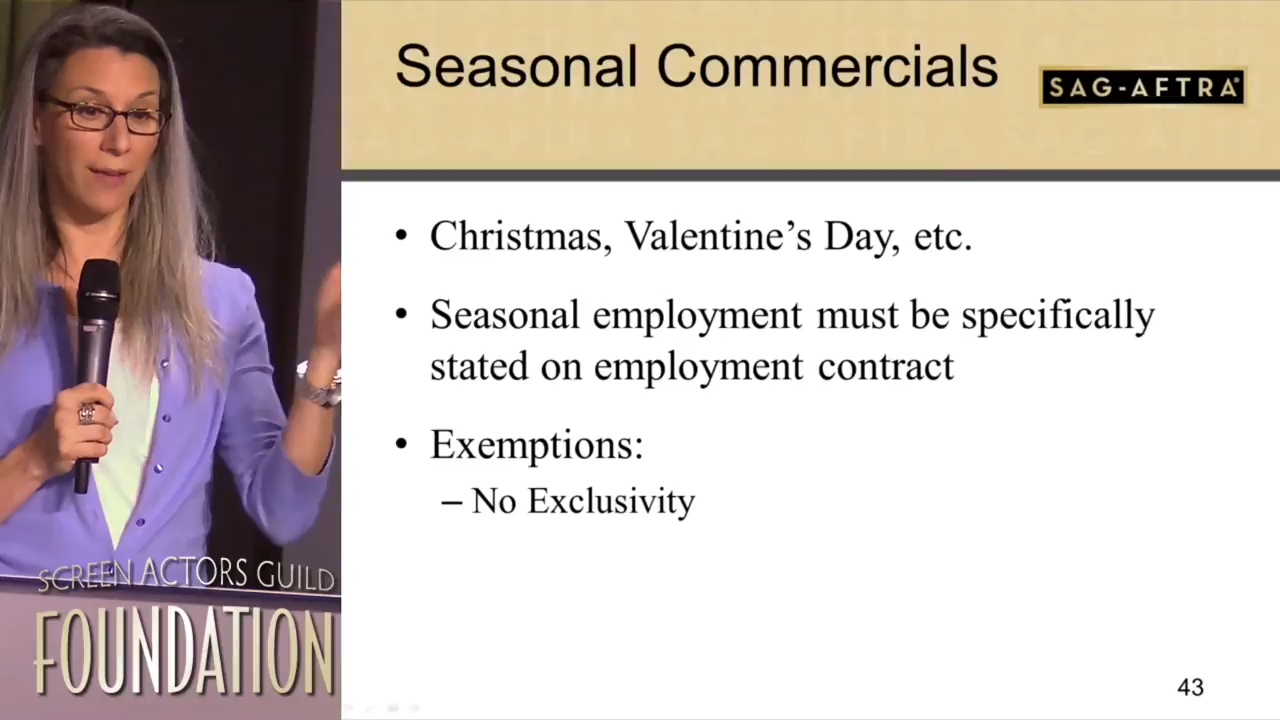 Seasonal Commercials
SAG-AFTRA®
• Christmas, Valentine’s Day, etc.
• Seasonal employment must be specifically
stated on employment contract
• Exemptions:
– No Exclusivity
SCREEN ACTORS GUILD
FOUNDATION
43